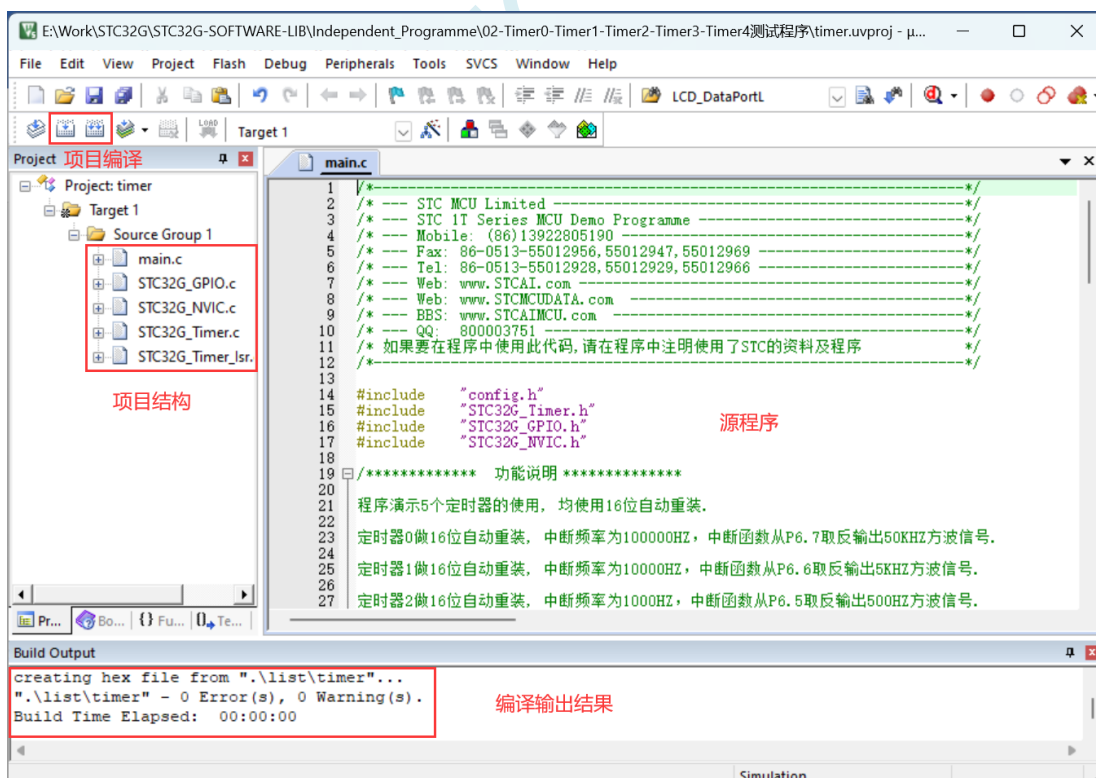 E:\Work\STC32G\STC32G-SOFTWARE-LIB\Independent_Programme\02-Timer0-Timer1-Timer2-Timer3-Timer4测试程序\timer.uvproj - µ...
File Edit View Project Flash Debug Peripherals Tools SVCS Window Help
LCD_DataPortL
LOAD
Target 1
Project 项目编译
main.c
Project: timer
Target 1
Source Group 1
main.c
STC32G_GPIO.c
STC32G_NVIC.c
STC32G_Timer.c
STC32G_Timer_Isr.
项目结构
1 /*---------------------------------------------------------------------*/
2 /* --- STC MCU Limited ------------------------------------------------*/
3 /* --- STC 1T Series MCU Demo Programme -------------------------------*/
4 /* --- Mobile: (86)13922805190 ----------------------------------------*/
5 /* --- Fax: 86-0513-55012956,55012947,55012969 ------------------------*/
6 /* --- Tel: 86-0513-55012928,55012929,55012966 ------------------------*/
7 /* --- Web: www.STCAI.com ---------------------------------------------*/
8 /* --- Web: www.STCMCUDATA.com ---------------------------------------*/
9 /* --- BBS: www.STCAIMCU.com -----------------------------------------*/
10 /* --- QQ: 800003751 -------------------------------------------------*/
11 /* 如果要在程序中使用此代码,请在程序中注明使用了STC的资料及程序 */
12 /*---------------------------------------------------------------------*/
13
14 #include "config.h"
15 #include "STC32G_Timer.h"
16 #include "STC32G_GPIO.h"
17 #include "STC32G_NVIC.h"
源程序
18
19 /************* 功能说明 **************
20
21 程序演示5个定时器的使用, 均使用16位自动重装.
22
23 定时器0做16位自动重装, 中断频率为100000HZ，中断函数从P6.7取反输出50KHZ方波信号.
24
25 定时器1做16位自动重装, 中断频率为10000HZ，中断函数从P6.6取反输出5KHZ方波信号.
26
27 定时器2做16位自动重装, 中断频率为1000HZ，中断函数从P6.5取反输出500HZ方波信号.
Pr... Bo... {} Fu... 0 Te...
Build Output
creating hex file from ".\list\timer"...
".\list\timer" - 0 Error(s), 0 Warning(s).
Build Time Elapsed: 00:00:00
编译输出结果
Simulation